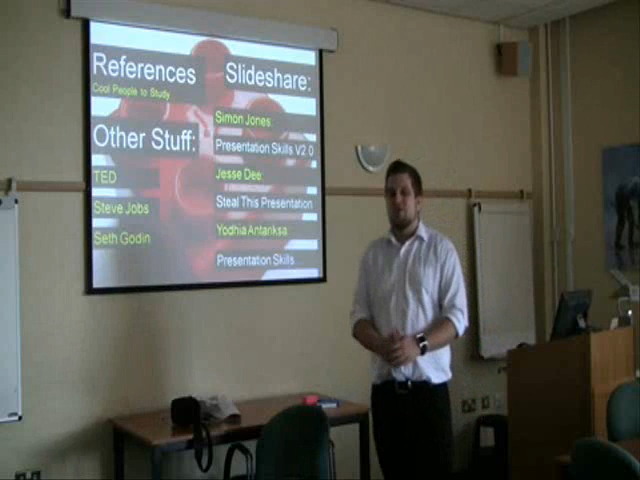 References
Cool People to Study
Other Stuff:
TED
Steve Jobs
Seth Godin
Slideshare:
Simon Jones
Presentation Skills V2.0
Jesse Dee:
Steal This Presentation
Yodhia Antariksa
Presentation Skills